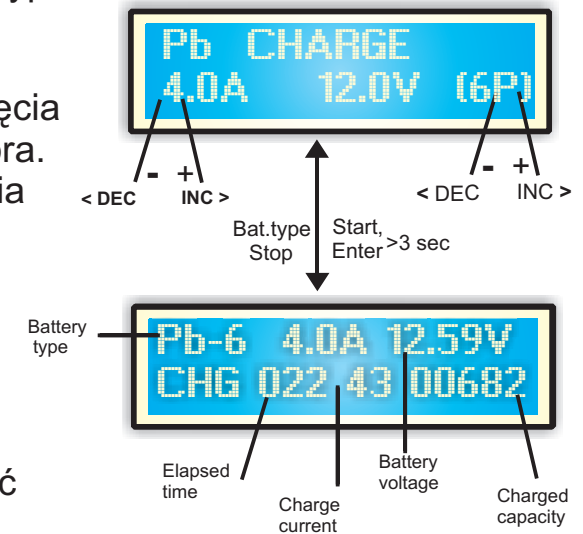 yp
Pb CHARGE
4.0A 12.0V (6P)
ęcia
ora.
ia
- +
< DEC INC >
- +
< DEC INC >
Bat.type Start,
Stop Enter >3 sec
Battery
type
Pb-6 4.0A 12.59V
CHG 022 43 00682
ć
Elapsed
time
Charge
current
Battery
voltage
Charged
capacity